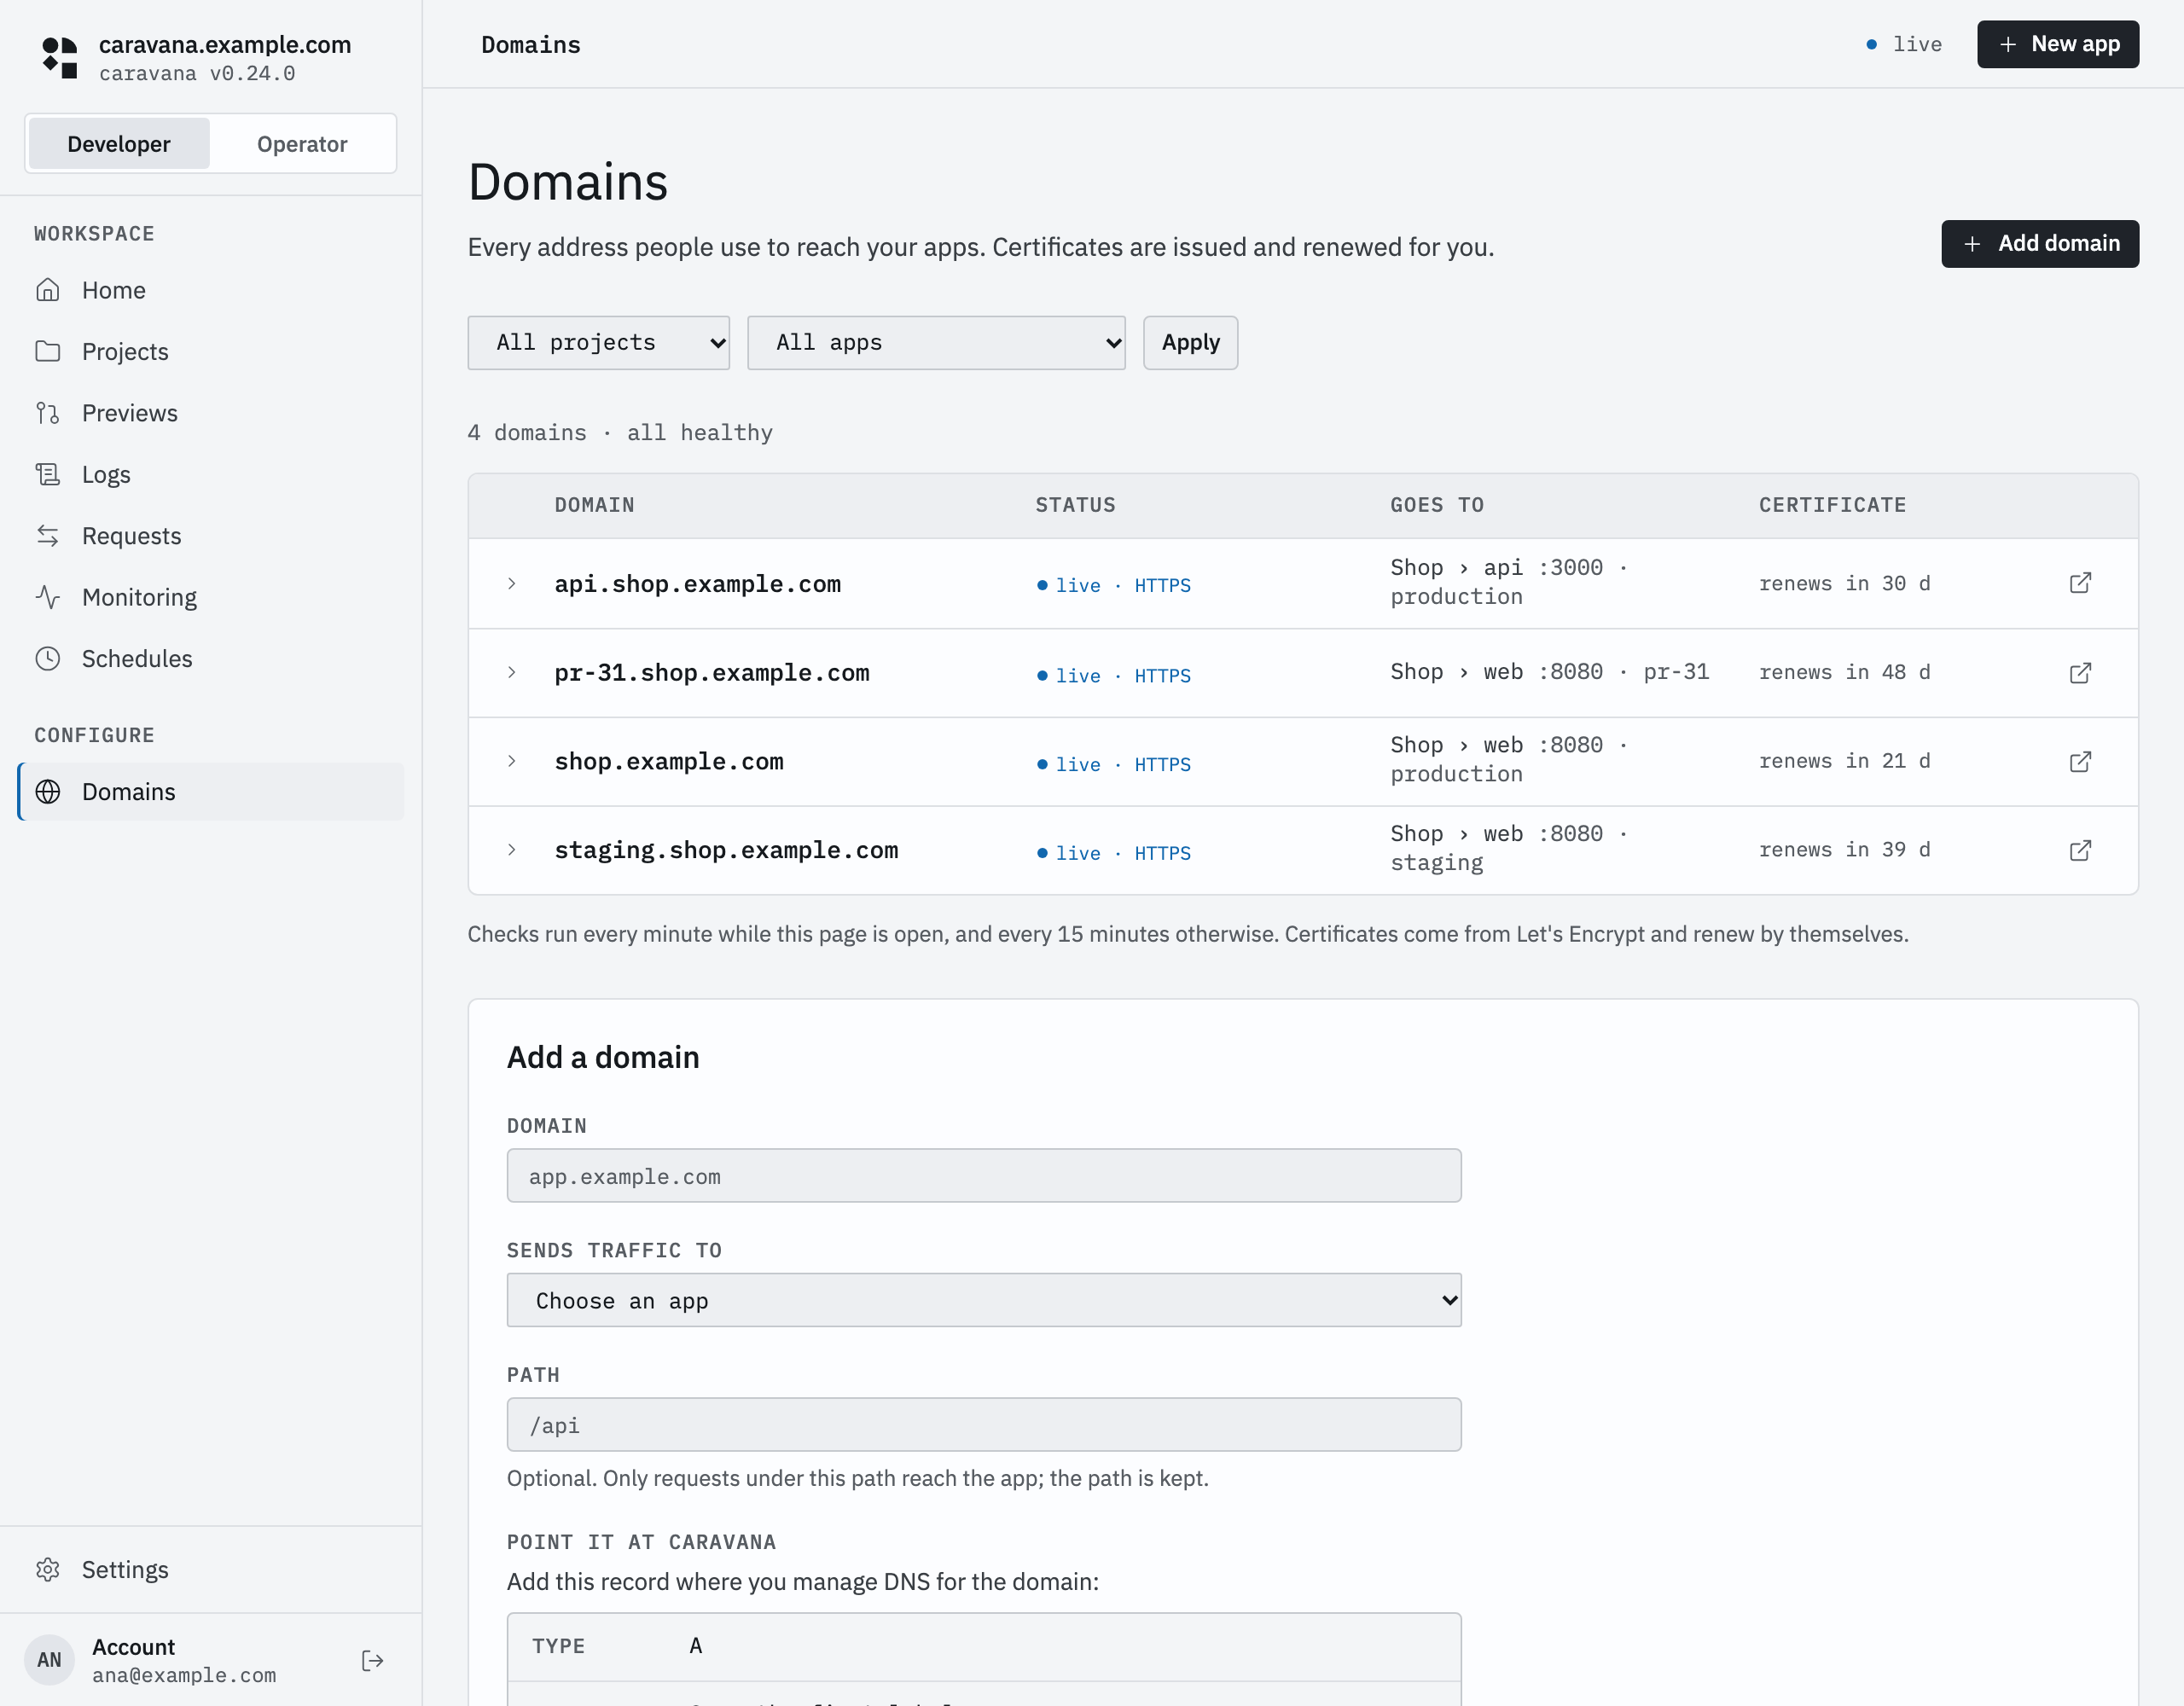 caravana.example.com
caravana v0.24.0
Developer
Operator
WORKSPACE
Home
Projects
Previews
Logs
Requests
Monitoring
Schedules
CONFIGURE
Domains
Settings
AN
Account
ana@example.com
Domains
live
New app
Domains
Every address people use to reach your apps. Certificates are issued and renewed for you.
Add domain
All projects
All apps
Apply
4 domains · all healthy
DOMAIN STATUS GOES TO CERTIFICATE
api.shop.example.com live · HTTPS Shop › api :3000 ·
production
renews in 30 d
pr-31.shop.example.com live · HTTPS Shop › web :8080 · pr-31 renews in 48 d
shop.example.com live · HTTPS Shop › web :8080 ·
production
renews in 21 d
staging.shop.example.com live · HTTPS Shop › web :8080 ·
staging
renews in 39 d
Checks run every minute while this page is open, and every 15 minutes otherwise. Certificates come from Let's Encrypt and renew by themselves.
Add a domain
DOMAIN
app.example.com
SENDS TRAFFIC TO
Choose an app
PATH
/api
Optional. Only requests under this path reach the app; the path is kept.
POINT IT AT CARAVANA
Add this record where you manage DNS for the domain:
TYPE A